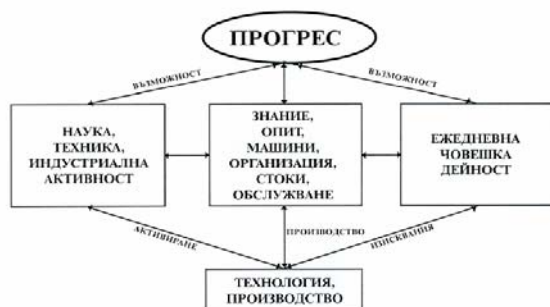 ПРОГРЕС
ВЪЗМОЖНОСТ
ВЪЗМОЖНОСТ
НАУКА,
ТЕХНИКА,
ИНДУСТРИАЛНА
АКТИВНОСТ
ЗНАНИЕ,
ОПИТ,
МАШИНИ,
ОРГАНИЗАЦИЯ,
СТОКИ,
ОБСЛУЖВАНЕ
ЕЖЕДНЕВНА
ЧОВЕШКА
ДЕЙНОСТ
АКТИВИРАНЕ
ПРОИЗВОДСТВО
ИЗИСКВАНИЯ
ТЕХНОЛОГИЯ,
ПРОИЗВОДСТВО